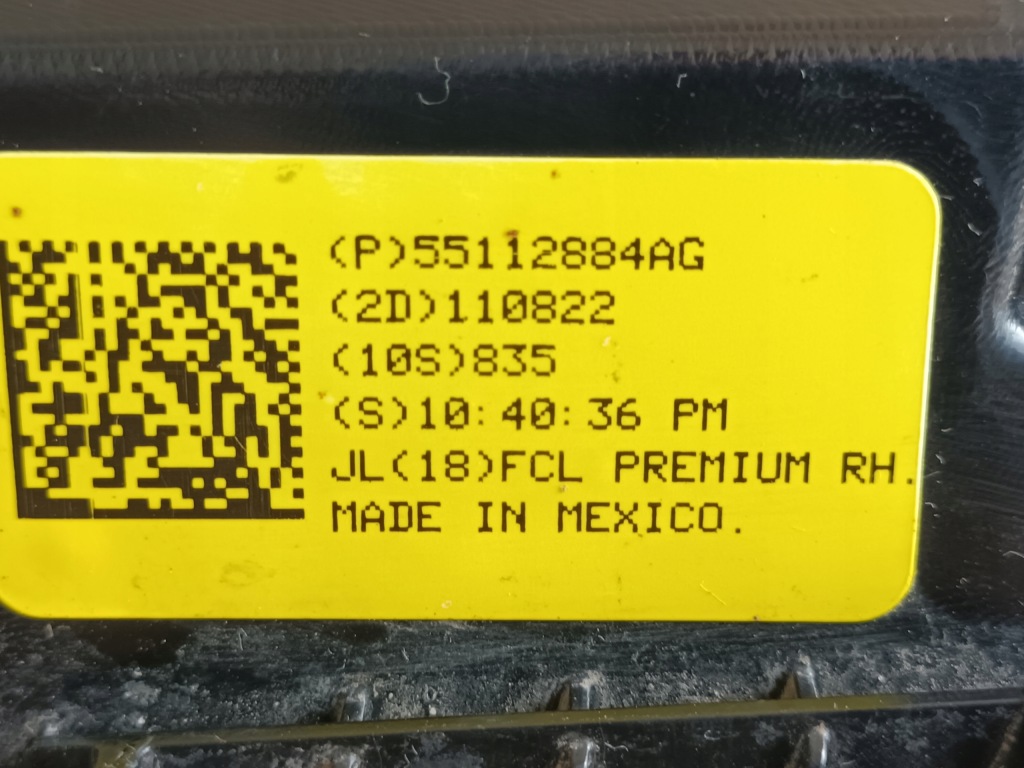 (P)55112884AG
(2D)110822
(10S)835
(S)10:40:36 PM
JL(18)FCL PREMIUM RH.
MADE IN MEXICO.